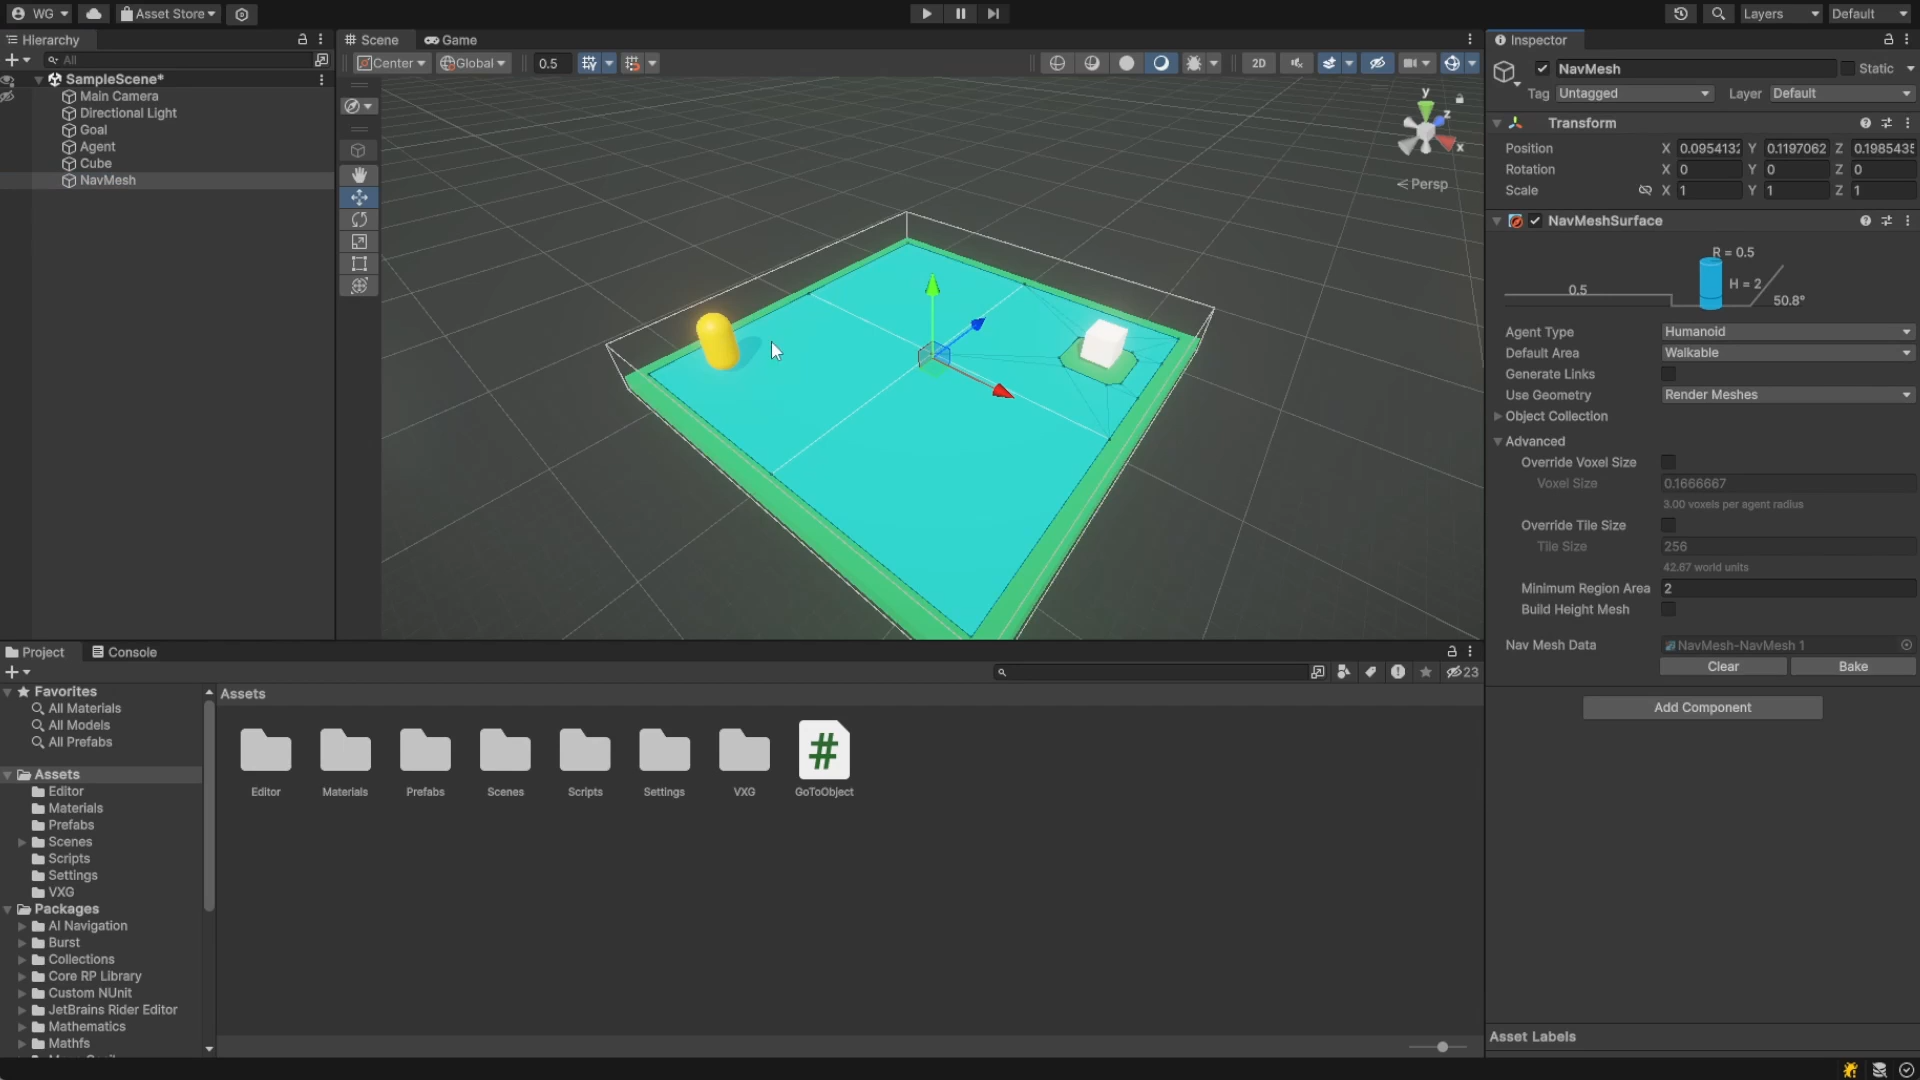 WG
Asset Store
Layers
Default
Hierarchy
All
SampleScene*
Main Camera
Directional Light
Goal
Agent
Cube
NavMesh
Scene
Game
Center
Global
0.5
2D
y
z
x
Persp
Inspector
NavMesh
Static
Tag Untagged
Layer Default
Transform
Position X 0.0954132 Y 0.1197062 Z 0.1985435
Rotation X 0 Y 0 Z 0
Scale X 1 Y 1 Z 1
NavMeshSurface
R = 0.5
0.5
H = 2
50.8°
Agent Type Humanoid
Default Area Walkable
Generate Links
Use Geometry Render Meshes
Object Collection
Advanced
Override Voxel Size
Voxel Size 0.1666667
3.00 voxels per agent radius
Override Tile Size
Tile Size 256
42.67 world units
Minimum Region Area 2
Build Height Mesh
Nav Mesh Data NavMesh-NavMesh 1
Clear
Bake
Add Component
Asset Labels
Project
Console
23
Favorites
All Materials
All Models
All Prefabs
Assets
Editor
Materials
Prefabs
Scenes
Scripts
Settings
VXG
Packages
AI Navigation
Burst
Collections
Core RP Library
Custom NUnit
JetBrains Rider Editor
Mathematics
Mathfs
Assets
Editor
Materials
Prefabs
Scenes
Scripts
Settings
VXG
#
GoToObject